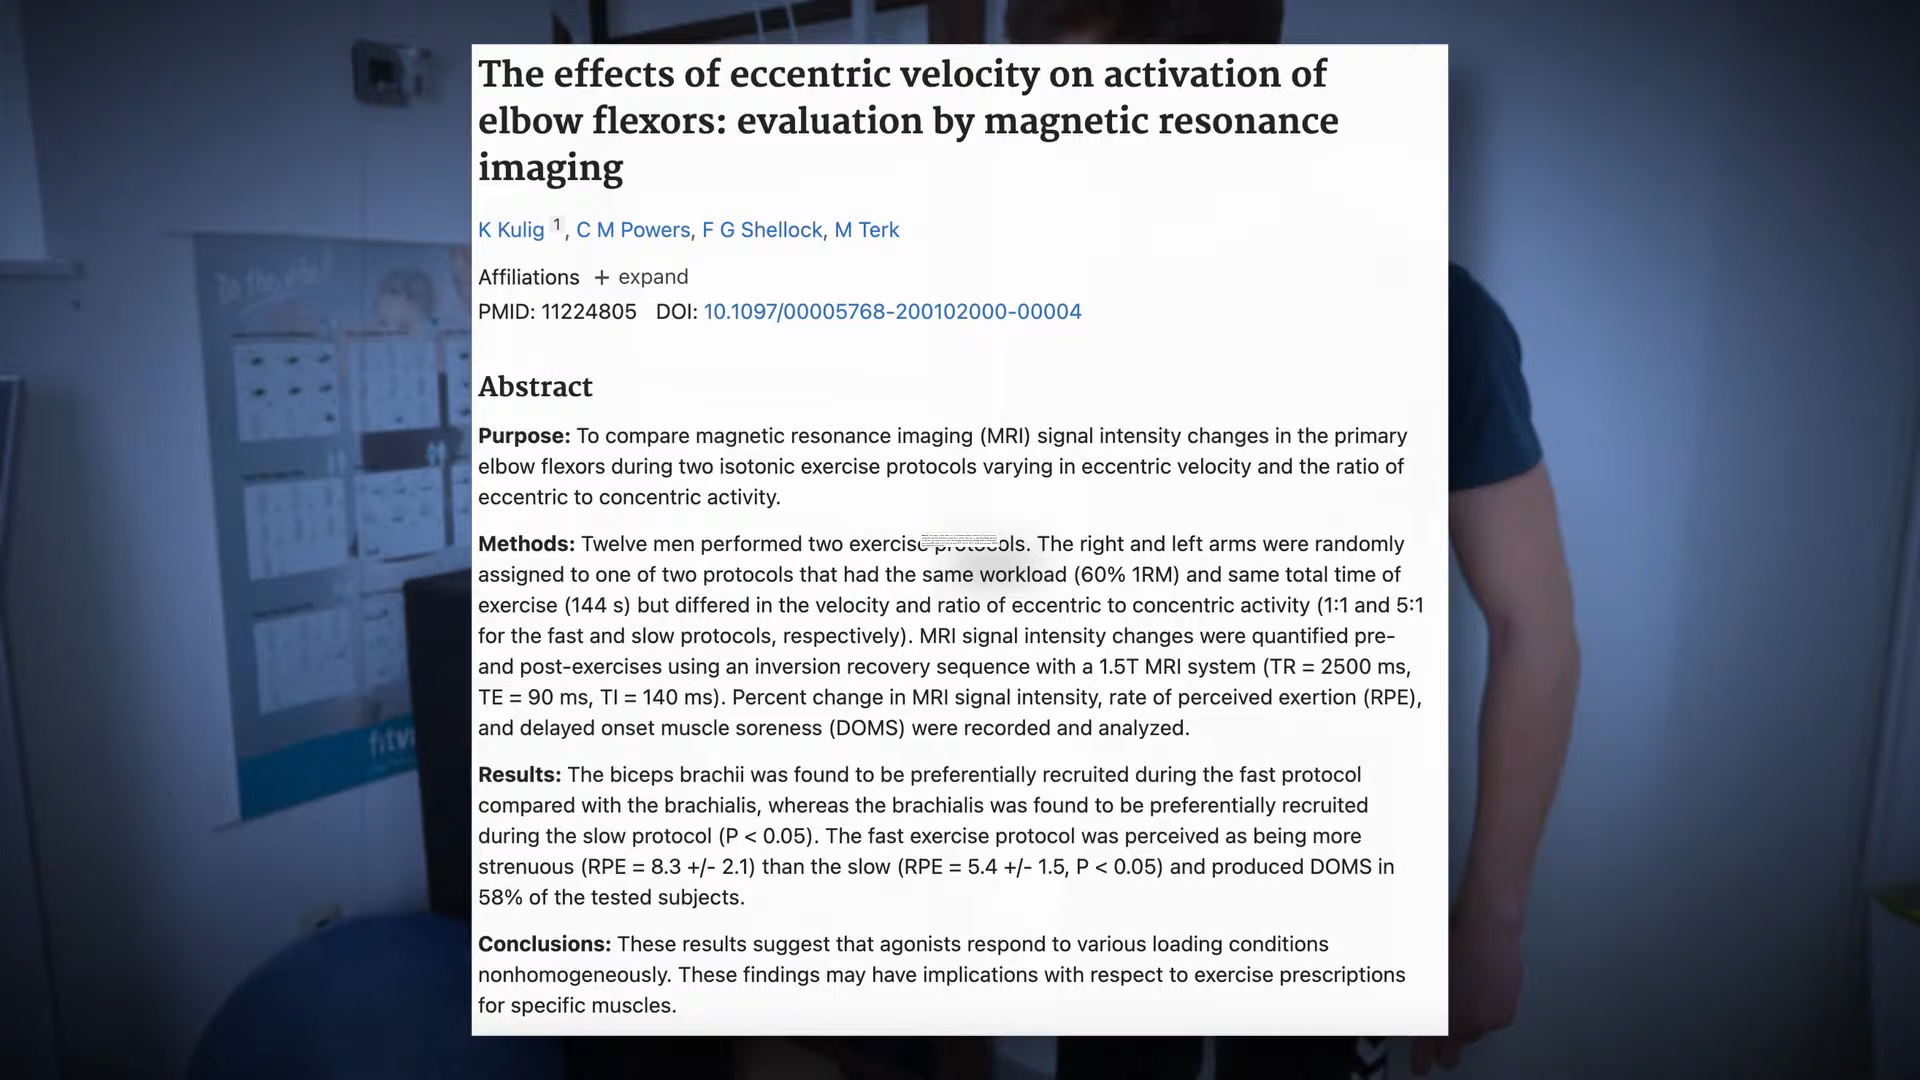 The effects of eccentric velocity on activation of
elbow flexors: evaluation by magnetic resonance
imaging
K Kulig 1, C M Powers, F G Shellock, M Terk
Affiliations + expand
PMID: 11224805 DOI: 10.1097/00005768-200102000-00004
Abstract
Purpose: To compare magnetic resonance imaging (MRI) signal intensity changes in the primary
elbow flexors during two isotonic exercise protocols varying in eccentric velocity and the ratio of
eccentric to concentric activity.
Methods: Twelve men performed two exercise protocols. The right and left arms were randomly
assigned to one of two protocols that had the same workload (60% 1RM) and same total time of
exercise (144 s) but differed in the velocity and ratio of eccentric to concentric activity (1:1 and 5:1
for the fast and slow protocols, respectively). MRI signal intensity changes were quantified pre-
and post-exercises using an inversion recovery sequence with a 1.5T MRI system (TR = 2500 ms,
TE = 90 ms, TI = 140 ms). Percent change in MRI signal intensity, rate of perceived exertion (RPE),
and delayed onset muscle soreness (DOMS) were recorded and analyzed.
Results: The biceps brachii was found to be preferentially recruited during the fast protocol
compared with the brachialis, whereas the brachialis was found to be preferentially recruited
during the slow protocol (P < 0.05). The fast exercise protocol was perceived as being more
strenuous (RPE = 8.3 +/- 2.1) than the slow (RPE = 5.4 +/- 1.5, P < 0.05) and produced DOMS in
58% of the tested subjects.
Conclusions: These results suggest that agonists respond to various loading conditions
nonhomogeneously. These findings may have implications with respect to exercise prescriptions
for specific muscles.
Do the